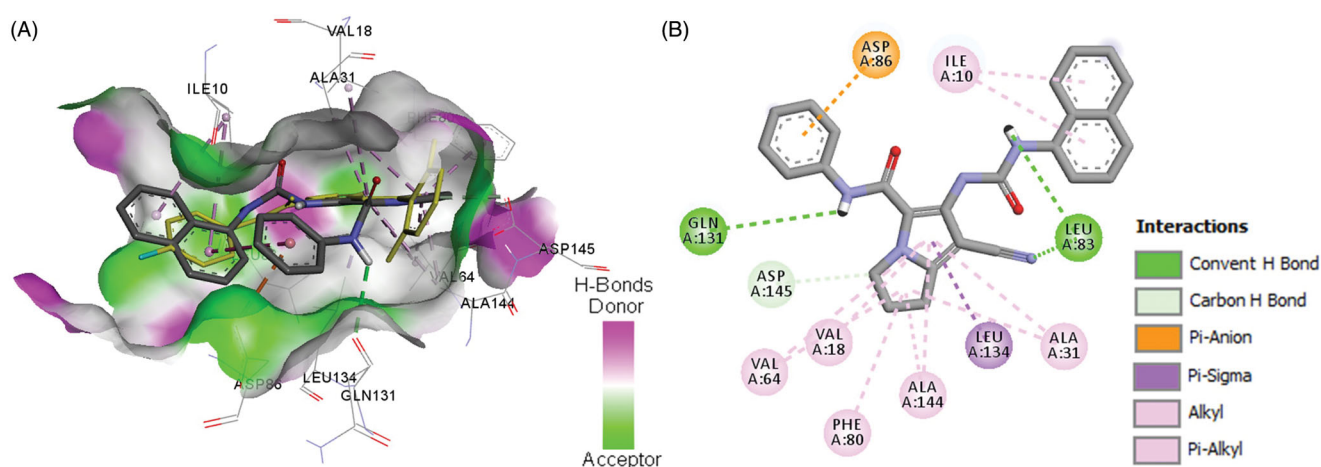 (A)
VAL18
ALA31
ILE10
ASP145
VAL64
ALA144
ASP86
LEU134
GLN131
H-Bonds
Donor
Acceptor
(B)
ASP
A:86
ILE
A:10
GLN
A:131
LEU
A:83
ASP
A:145
VAL
A:18
VAL
A:64
LEU
A:134
ALA
A:31
ALA
A:144
PHE
A:80
Interactions
Convent H Bond
Carbon H Bond
Pi-Anion
Pi-Sigma
Alkyl
Pi-Alkyl